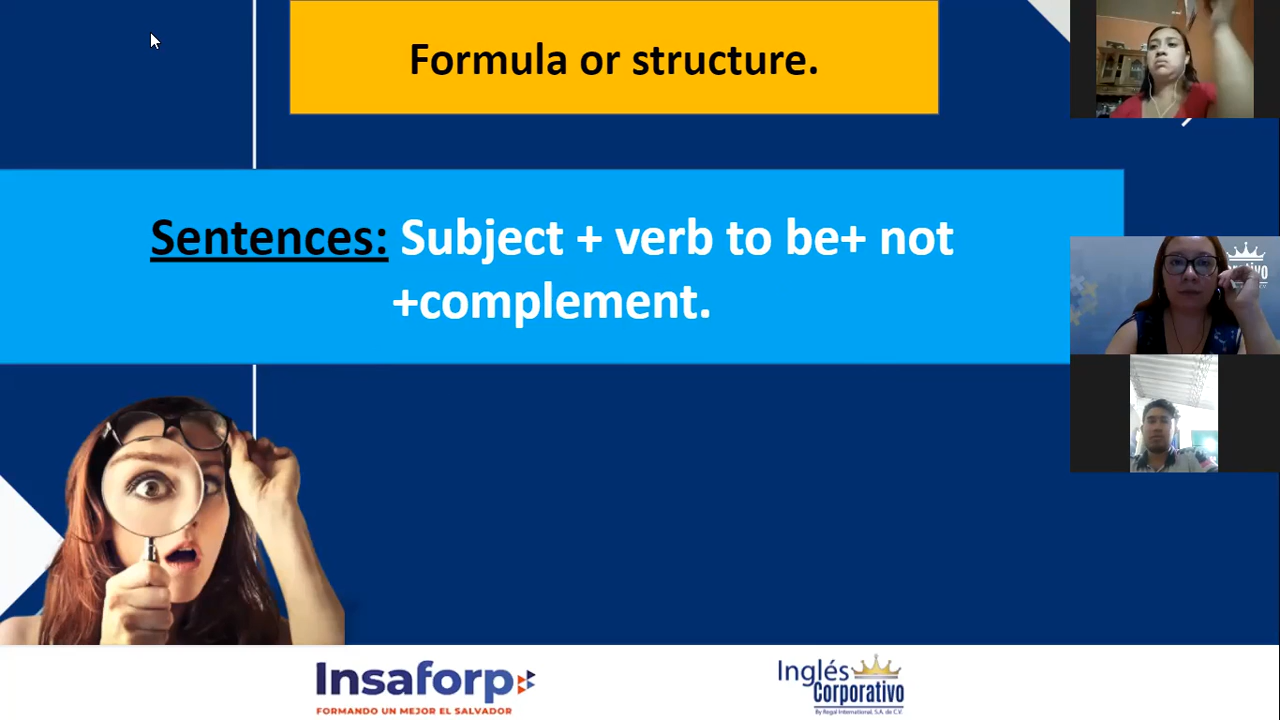 Formula or structure.
Sentences: Subject + verb to be+ not
+complement.
Insaforp
FORMANDO UN MEJOR EL SALVADOR
Inglés
Corporativo
By Regal International, S.A. de C.V.